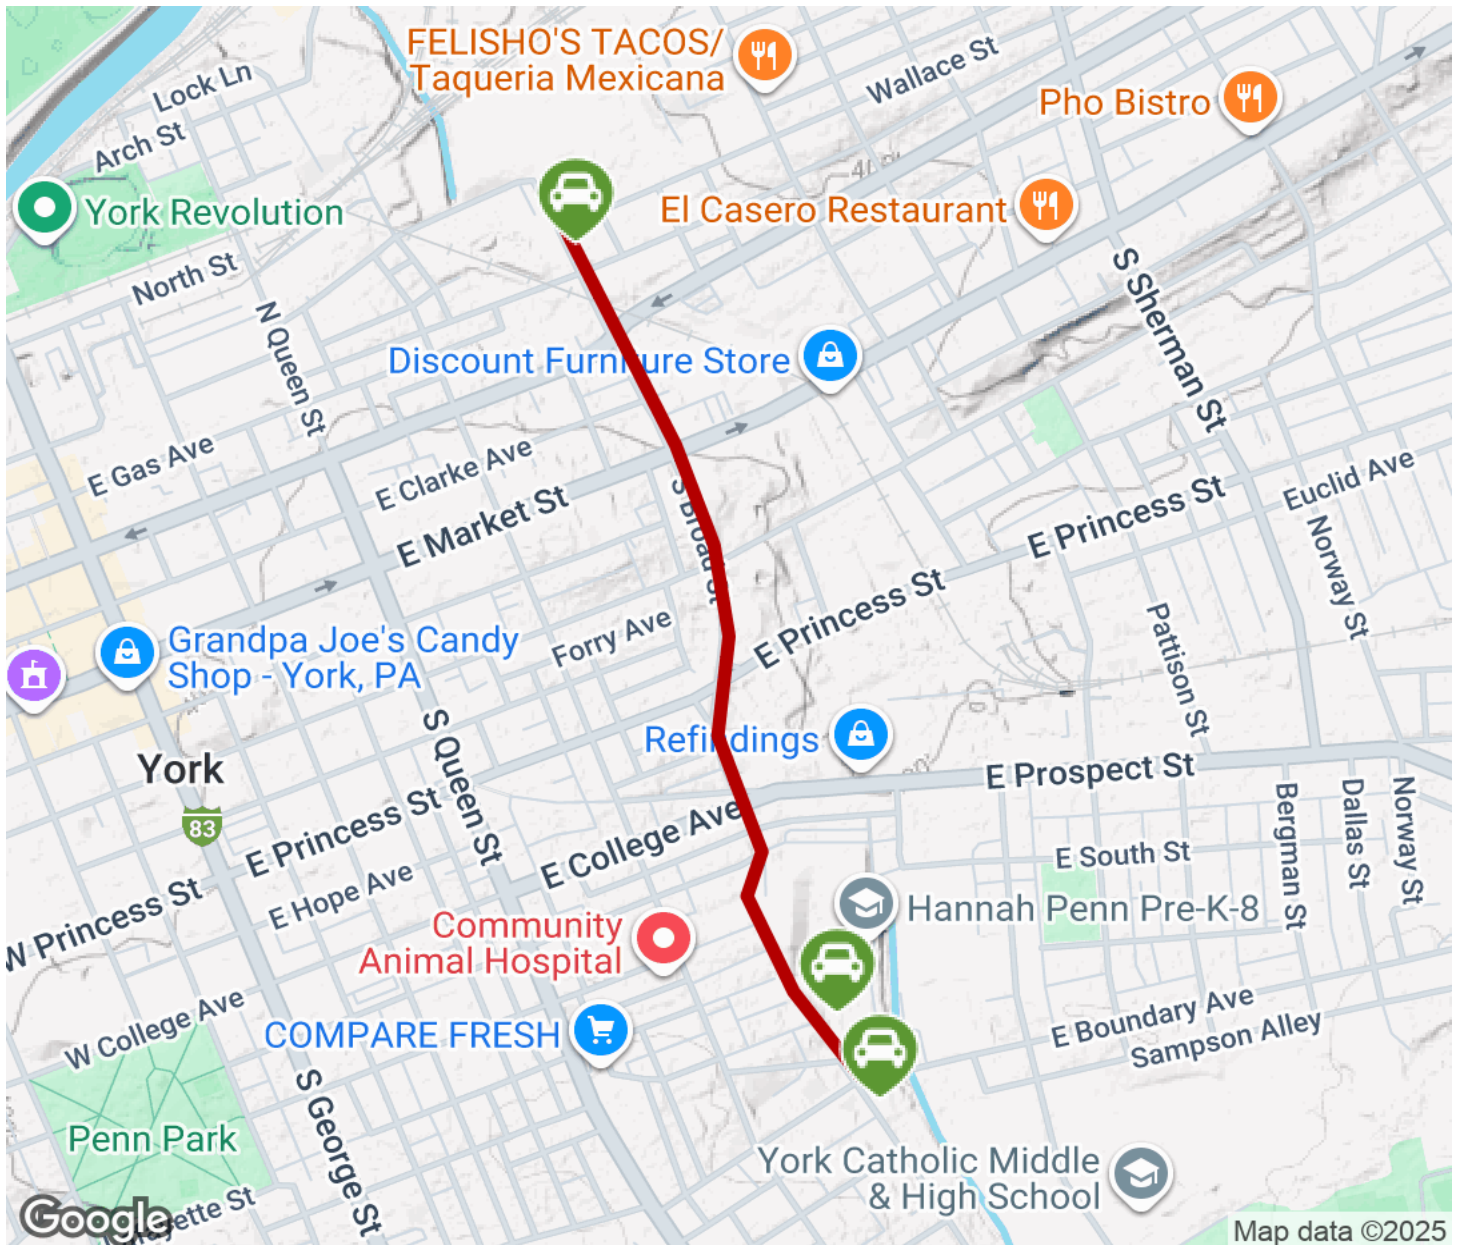 FELISHO'S TACOS/
Taqueria Mexicana
Wallace St
Lock Ln
Pho Bistro
Arch St
York Revolution
El Casero Restaurant
North St
S Sherman St
N Queen St
Discount Furniture Store
E Gas Ave
E Clarke Ave
E Market St
S Broad St
E Princess St
Euclid Ave
Norway St
E Princess St
Pattison St
Forry Ave
Grandpa Joe's Candy
Shop - York, PA
S Queen St
Refindings
York
83
E Prospect St
E Princess St
E College Ave
Bergman St
Dallas St
Norway St
E South St
E Hope Ave
W Princess St
Hannah Penn Pre-K-8
Community
Animal Hospital
W College Ave
COMPARE FRESH
E Boundary Ave
Sampson Alley
S George St
Penn Park
York Catholic Middle
& High School
Google
Map data ©2025